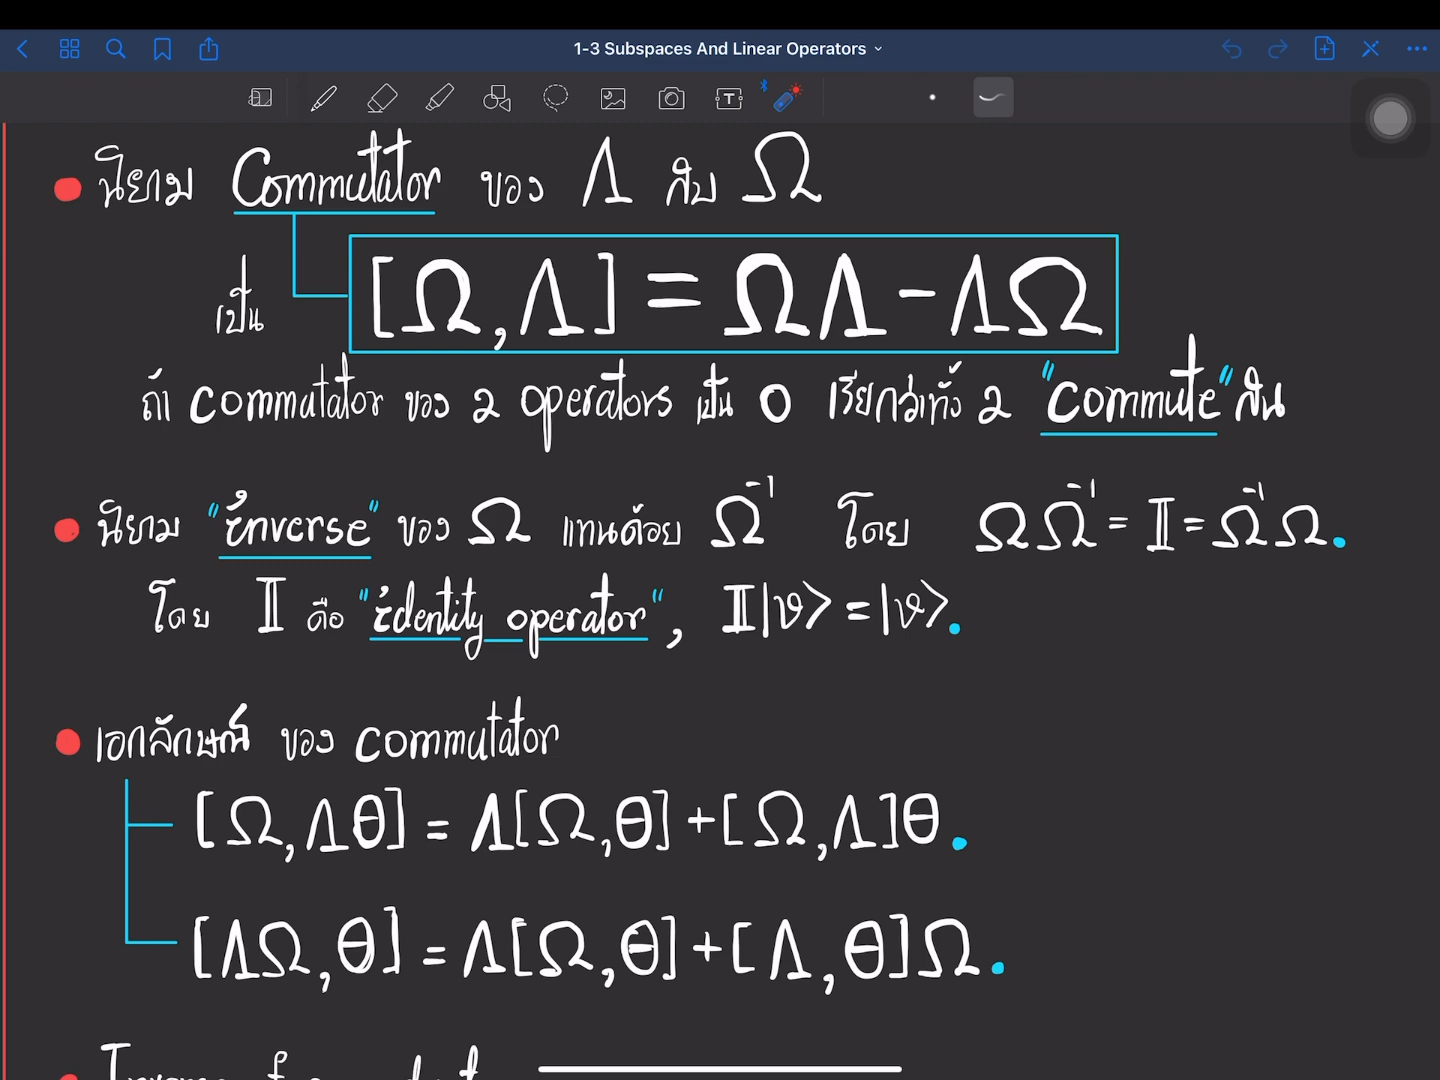 1-3 Subspaces And Linear Operators
นิยาม Commutator ของ Λ กับ Ω
เป็น [Ω,Λ] = ΩΛ-ΛΩ
ถ้า commutator ของ 2 operators เป็น 0 เรียกว่าทั้ง 2 "commute" กัน
นิยาม "inverse" ของ Ω แทนด้วย Ω⁻¹ โดย ΩΩ⁻¹ = 𝕀 = Ω⁻¹Ω.
โดย 𝕀 คือ "identity operator", 𝕀|v⟩ = |v⟩.
เอกลักษณ์ ของ commutator
[Ω,Λθ] = Λ[Ω,θ]+[Ω,Λ]θ.
[ΛΩ,θ] = Λ[Ω,θ]+[Λ,θ]Ω.